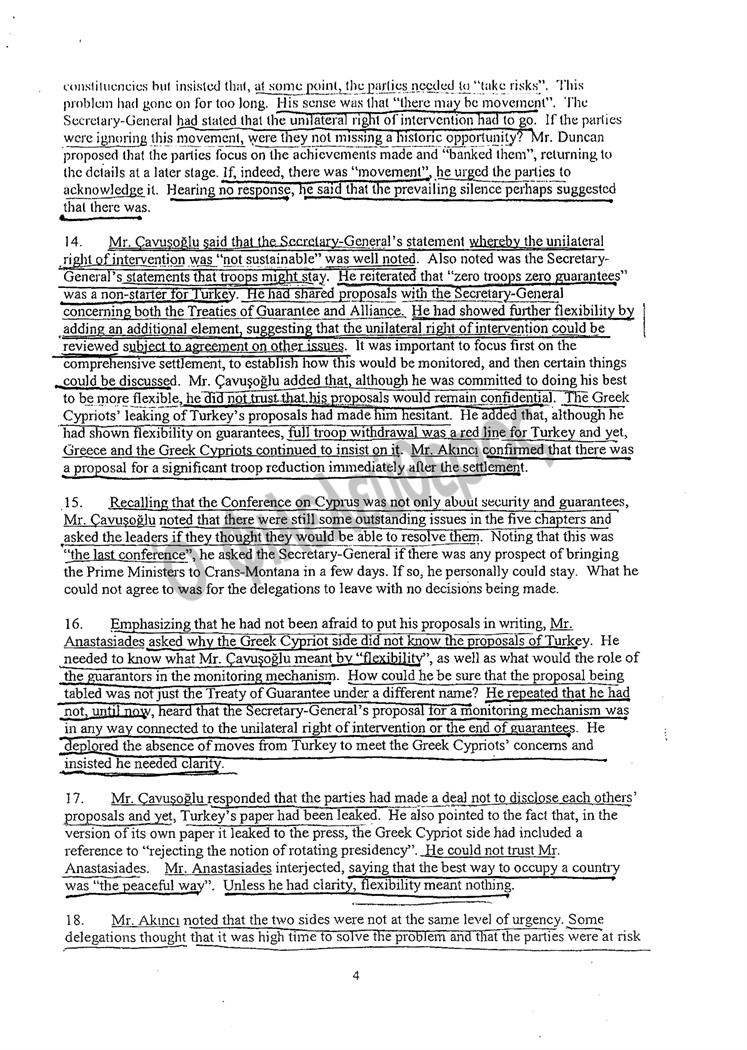 constituencies but insisted that, at some point, the parties needed to "take risks". This
problem had gone on for too long. His sense was that "there may be movement". The
Secretary-General had stated that the unilateral right of intervention had to go. If the parties
were ignoring this movement, were they not missing a historic opportunity? Mr. Duncan
proposed that the parties focus on the achievements made and "banked them", returning to
the details at a later stage. If, indeed, there was "movement", he urged the parties to
acknowledge it. Hearing no response, he said that the prevailing silence perhaps suggested
that there was.
14. Mr. Çavuşoğlu said that the Secretary-General's statement whereby the unilateral
right of intervention was "not sustainable" was well noted. Also noted was the Secretary-
General's statements that troops might stay. He reiterated that "zero troops zero guarantees"
was a non-starter for Turkey. He had shared proposals with the Secretary-General
concerning both the Treaties of Guarantee and Alliance. He had showed further flexibility by
adding an additional element, suggesting that the unilateral right of intervention could be
reviewed subject to agreement on other issues. It was important to focus first on the
comprehensive settlement, to establish how this would be monitored, and then certain things
could be discussed. Mr. Çavuşoğlu added that, although he was committed to doing his best
to be more flexible, he did not trust that his proposals would remain confidential. The Greek
Cypriots' leaking of Turkey's proposals had made him hesitant. He added that, although he
had shown flexibility on guarantees, full troop withdrawal was a red line for Turkey and yet,
Greece and the Greek Cypriots continued to insist on it. Mr. Akıncı confirmed that there was
a proposal for a significant troop reduction immediately after the settlement.
15. Recalling that the Conference on Cyprus was not only about security and guarantees,
Mr. Çavuşoğlu noted that there were still some outstanding issues in the five chapters and
asked the leaders if they thought they would be able to resolve them. Noting that this was
"the last conference", he asked the Secretary-General if there was any prospect of bringing
the Prime Ministers to Crans-Montana in a few days. If so, he personally could stay. What he
could not agree to was for the delegations to leave with no decisions being made.
16. Emphasizing that he had not been afraid to put his proposals in writing, Mr.
Anastasiades asked why the Greek Cypriot side did not know the proposals of Turkey. He
needed to know what Mr. Çavuşoğlu meant by "flexibility", as well as what would the role of
the guarantors in the monitoring mechanism. How could he be sure that the proposal being
tabled was not just the Treaty of Guarantee under a different name? He repeated that he had
not, until now, heard that the Secretary-General's proposal for a monitoring mechanism was
in any way connected to the unilateral right of intervention or the end of guarantees. He
deplored the absence of moves from Turkey to meet the Greek Cypriots' concerns and
insisted he needed clarity.
17. Mr. Çavuşoğlu responded that the parties had made a deal not to disclose each others'
proposals and yet, Turkey's paper had been leaked. He also pointed to the fact that, in the
version of its own paper it leaked to the press, the Greek Cypriot side had included a
reference to "rejecting the notion of rotating presidency". He could not trust Mr.
Anastasiades. Mr. Anastasiades interjected, saying that the best way to occupy a country
was "the peaceful way". Unless he had clarity, flexibility meant nothing.
18. Mr. Akıncı noted that the two sides were not at the same level of urgency. Some
delegations thought that it was high time to solve the problem and that the parties were at risk
4